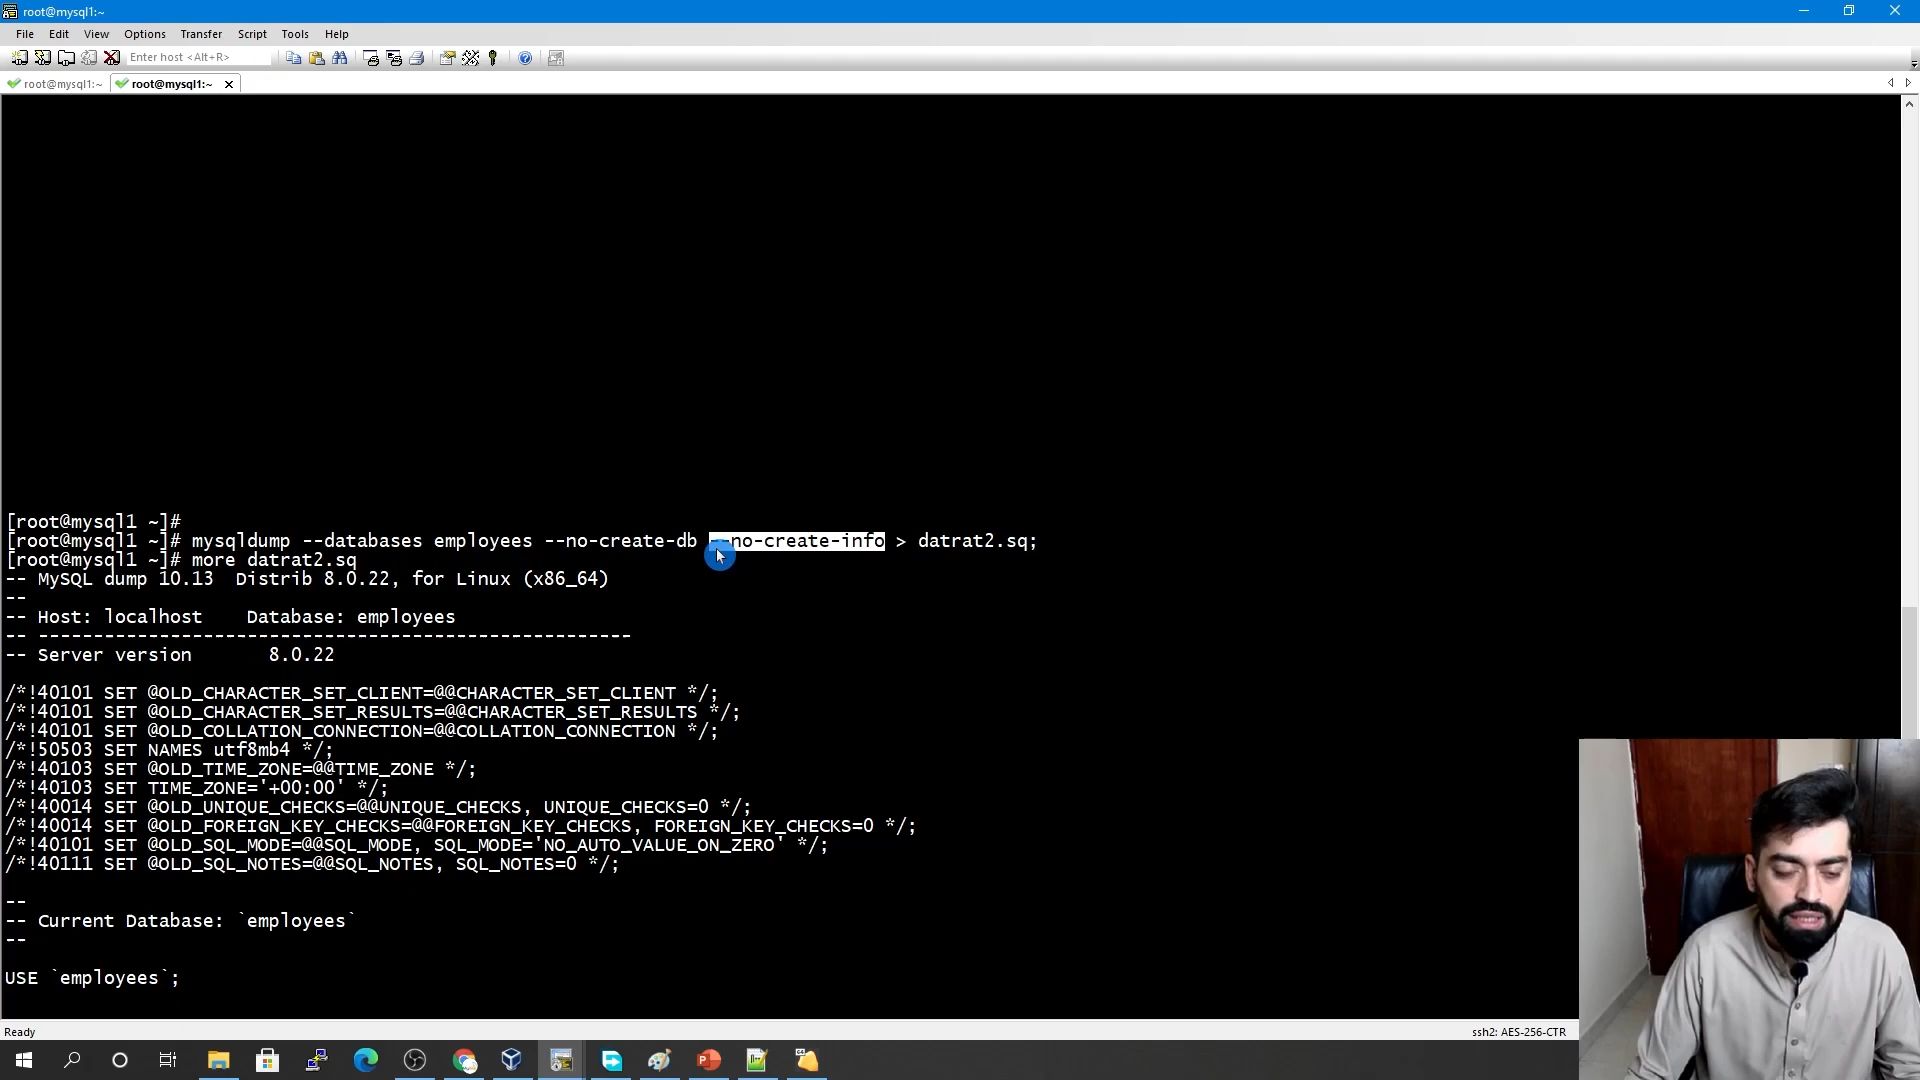 root@mysql1:~
File Edit View Options Transfer Script Tools Help
Enter host <Alt+R>
root@mysql1:~ root@mysql1:~
[root@mysql1 ~]#
[root@mysql1 ~]# mysqldump --databases employees --no-create-db --no-create-info > datrat2.sq;
[root@mysql1 ~]# more datrat2.sq
-- MySQL dump 10.13  Distrib 8.0.22, for Linux (x86_64)
--
-- Host: localhost    Database: employees
-- ------------------------------------------------------
-- Server version       8.0.22
/*!40101 SET @OLD_CHARACTER_SET_CLIENT=@@CHARACTER_SET_CLIENT */;
/*!40101 SET @OLD_CHARACTER_SET_RESULTS=@@CHARACTER_SET_RESULTS */;
/*!40101 SET @OLD_COLLATION_CONNECTION=@@COLLATION_CONNECTION */;
/*!50503 SET NAMES utf8mb4 */;
/*!40103 SET @OLD_TIME_ZONE=@@TIME_ZONE */;
/*!40103 SET TIME_ZONE='+00:00' */;
/*!40014 SET @OLD_UNIQUE_CHECKS=@@UNIQUE_CHECKS, UNIQUE_CHECKS=0 */;
/*!40014 SET @OLD_FOREIGN_KEY_CHECKS=@@FOREIGN_KEY_CHECKS, FOREIGN_KEY_CHECKS=0 */;
/*!40101 SET @OLD_SQL_MODE=@@SQL_MODE, SQL_MODE='NO_AUTO_VALUE_ON_ZERO' */;
/*!40111 SET @OLD_SQL_NOTES=@@SQL_NOTES, SQL_NOTES=0 */;
--
-- Current Database: `employees`
--
USE `employees`;
Ready ssh2: AES-256-CTR